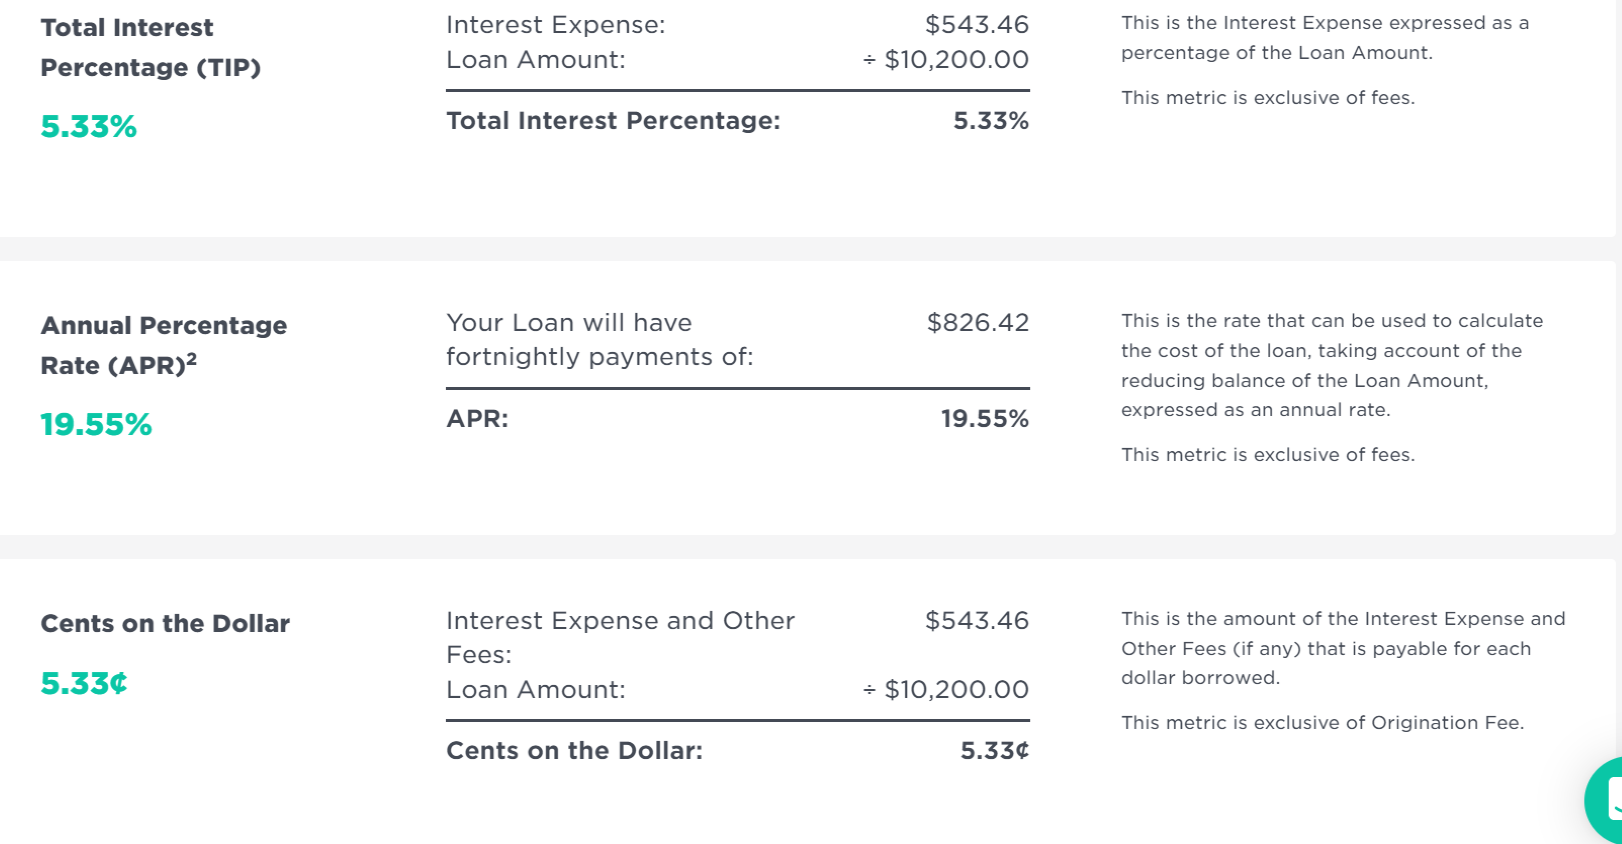 Total Interest
Percentage (TIP)
5.33%
Interest Expense: $543.46
Loan Amount: ÷ $10,200.00
Total Interest Percentage: 5.33%
This is the Interest Expense expressed as a
percentage of the Loan Amount.
This metric is exclusive of fees.
Annual Percentage
Rate (APR)²
19.55%
Your Loan will have $826.42
fortnightly payments of:
APR: 19.55%
This is the rate that can be used to calculate
the cost of the loan, taking account of the
reducing balance of the Loan Amount,
expressed as an annual rate.
This metric is exclusive of fees.
Cents on the Dollar
5.33¢
Interest Expense and Other $543.46
Fees:
Loan Amount: ÷ $10,200.00
Cents on the Dollar: 5.33¢
This is the amount of the Interest Expense and
Other Fees (if any) that is payable for each
dollar borrowed.
This metric is exclusive of Origination Fee.